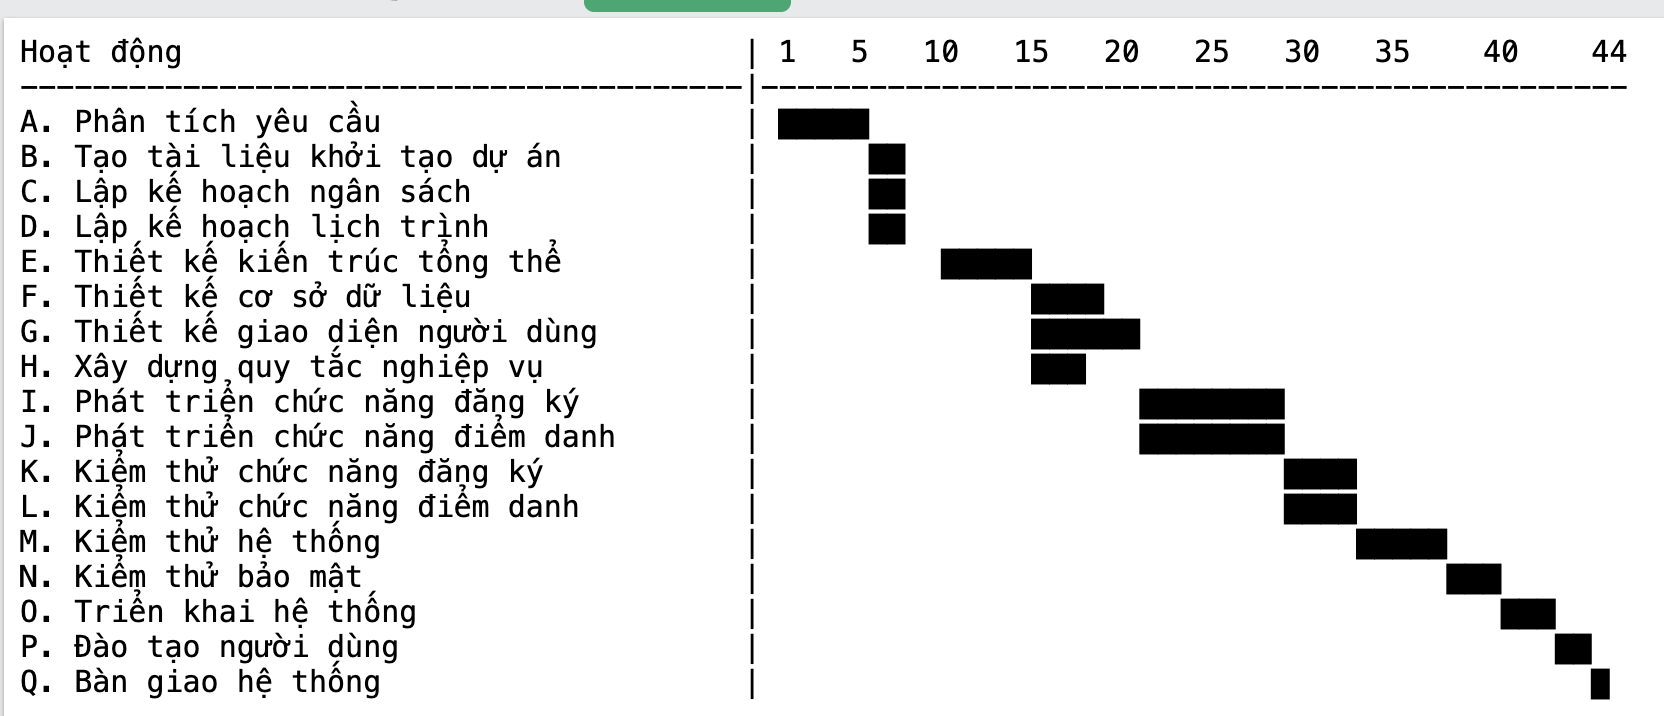 Hoạt động | 1 5 10 15 20 25 30 35 40 44
----------------------------------------|------------------------------------------------
A. Phân tích yêu cầu |
B. Tạo tài liệu khởi tạo dự án |
C. Lập kế hoạch ngân sách |
D. Lập kế hoạch lịch trình |
E. Thiết kế kiến trúc tổng thể |
F. Thiết kế cơ sở dữ liệu |
G. Thiết kế giao diện người dùng |
H. Xây dựng quy tắc nghiệp vụ |
I. Phát triển chức năng đăng ký |
J. Phát triển chức năng điểm danh |
K. Kiểm thử chức năng đăng ký |
L. Kiểm thử chức năng điểm danh |
M. Kiểm thử hệ thống |
N. Kiểm thử bảo mật |
O. Triển khai hệ thống |
P. Đào tạo người dùng |
Q. Bàn giao hệ thống |